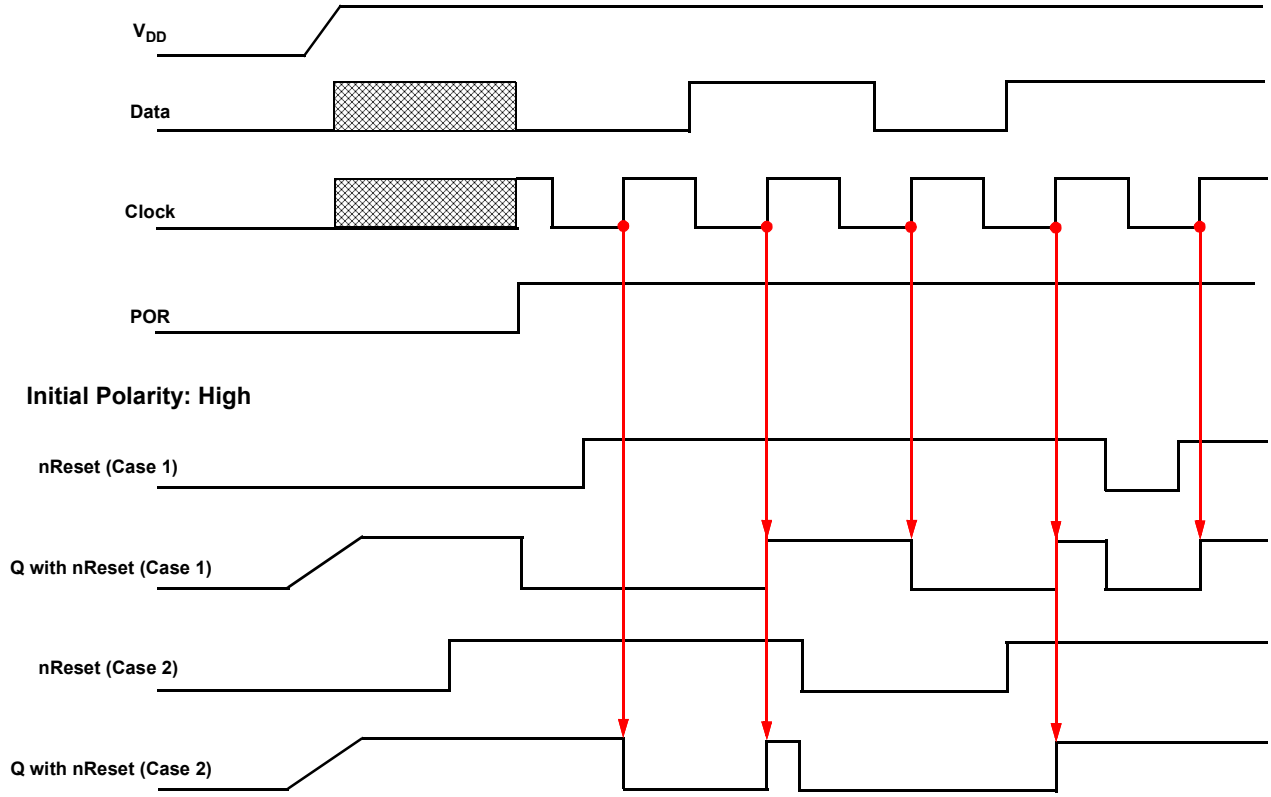 VDD
Data
Clock
POR
Initial Polarity: High
nReset (Case 1)
Q with nReset (Case 1)
nReset (Case 2)
Q with nReset (Case 2)